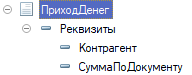 ПриходДенег
Реквизиты
Контрагент
СуммаПоДокументу